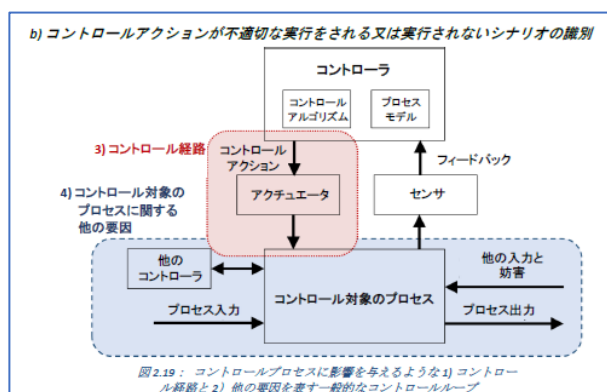 b) コントロールアクションが不適切な実行をされる又は実行されないシナリオの識別
コントローラ
コントロール
アルゴリズム
プロセス
モデル
3) コントロール経路
コントロール
アクション
フィードバック
アクチュエータ
センサ
4) コントロール対象の
プロセスに関する
他の要因
他の
コントローラ
コントロール対象のプロセス
他の入力と
妨害
プロセス入力
プロセス出力
図 2.19： コントロールプロセスに影響を与えるような 1) コントロー
ル経路と 2）他の要因を表す一般的なコントロールループ